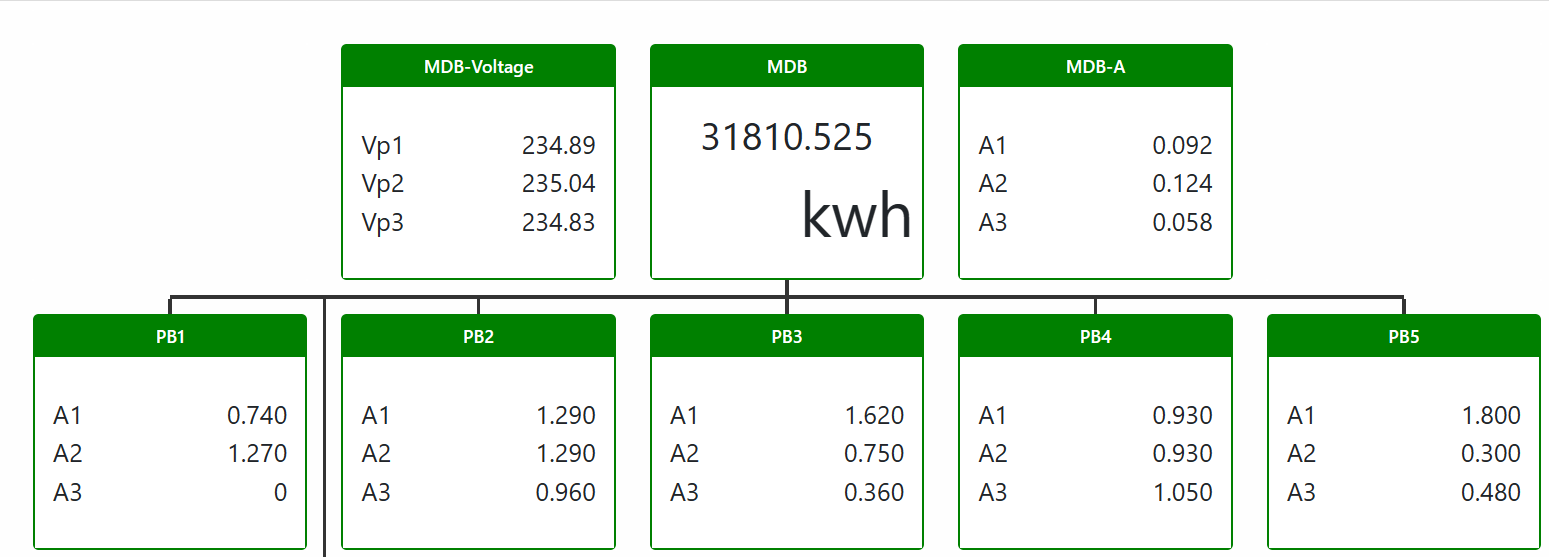 MDB-Voltage
Vp1 234.89
Vp2 235.04
Vp3 234.83
MDB
31810.525
kwh
MDB-A
A1 0.092
A2 0.124
A3 0.058
PB1
A1 0.740
A2 1.270
A3 0
PB2
A1 1.290
A2 1.290
A3 0.960
PB3
A1 1.620
A2 0.750
A3 0.360
PB4
A1 0.930
A2 0.930
A3 1.050
PB5
A1 1.800
A2 0.300
A3 0.480